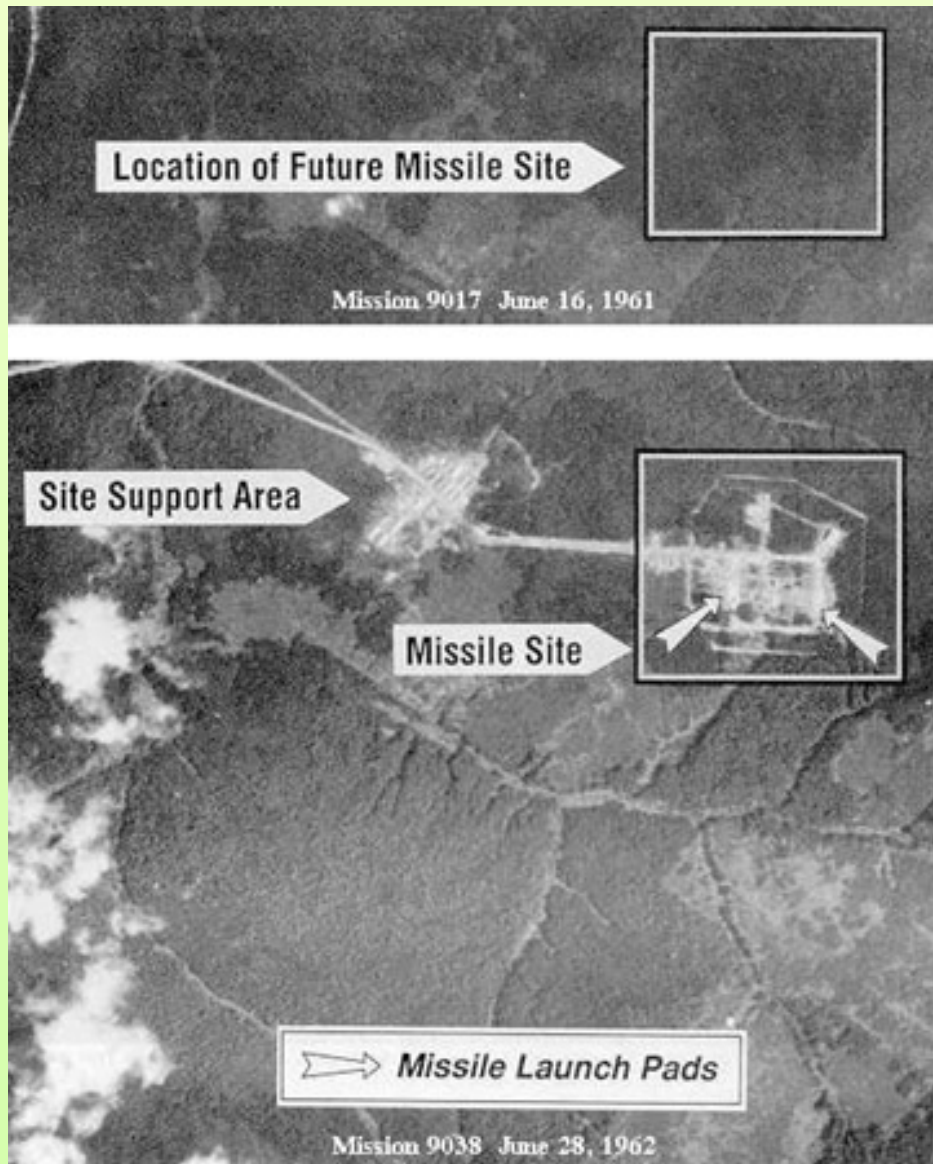 Location of Future Missile Site
Mission 9017 June 16, 1961
Site Support Area
Missile Site
Missile Launch Pads
Mission 9038 June 28, 1962